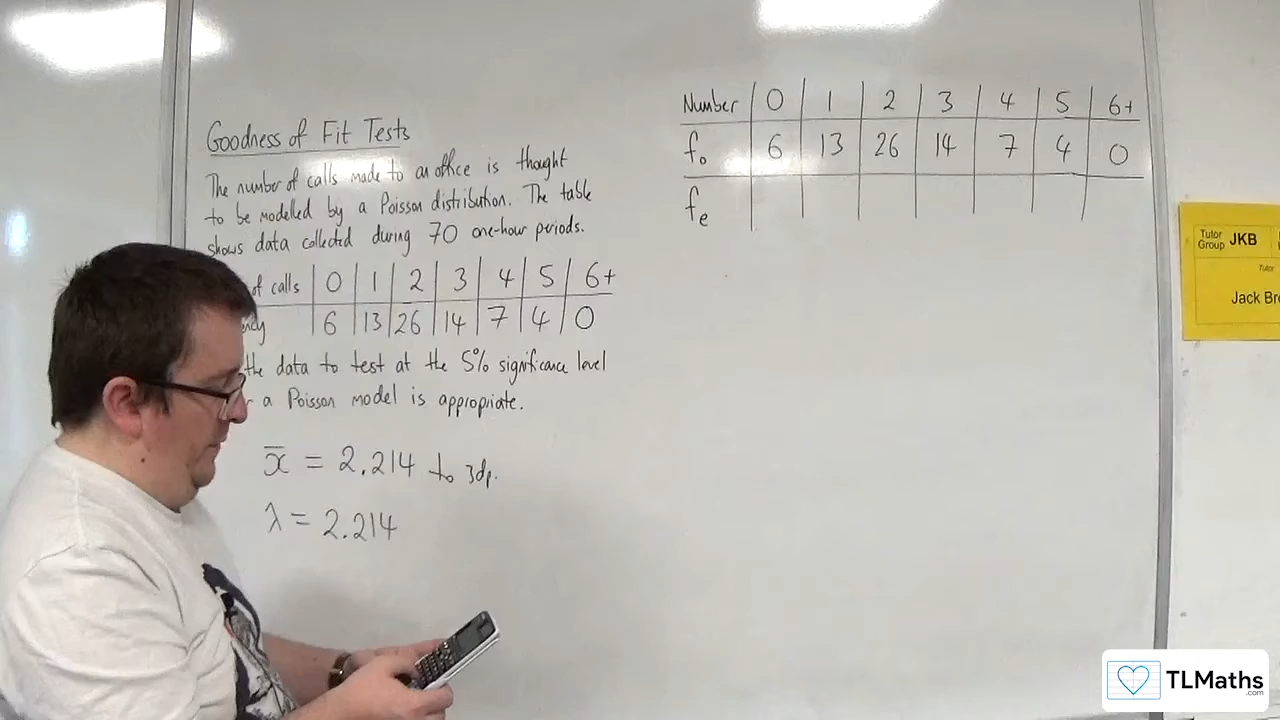 Goodness of Fit Tests
The number of calls made to an office is thought
to be modelled by a Poisson distribution. The table
shows data collected during 70 one-hour periods.
of calls 0 1 2 3 4 5 6+
6 13 26 14 7 4 0
the data to test at the 5% significance level
a Poisson model is appropriate.
x̄ = 2.214 to 3dp.
λ = 2.214
Number 0 1 2 3 4 5 6+
fo 6 13 26 14 7 4 0
fe
Tutor
Group JKB
Tutor
Jack Bre
TLMaths
.com